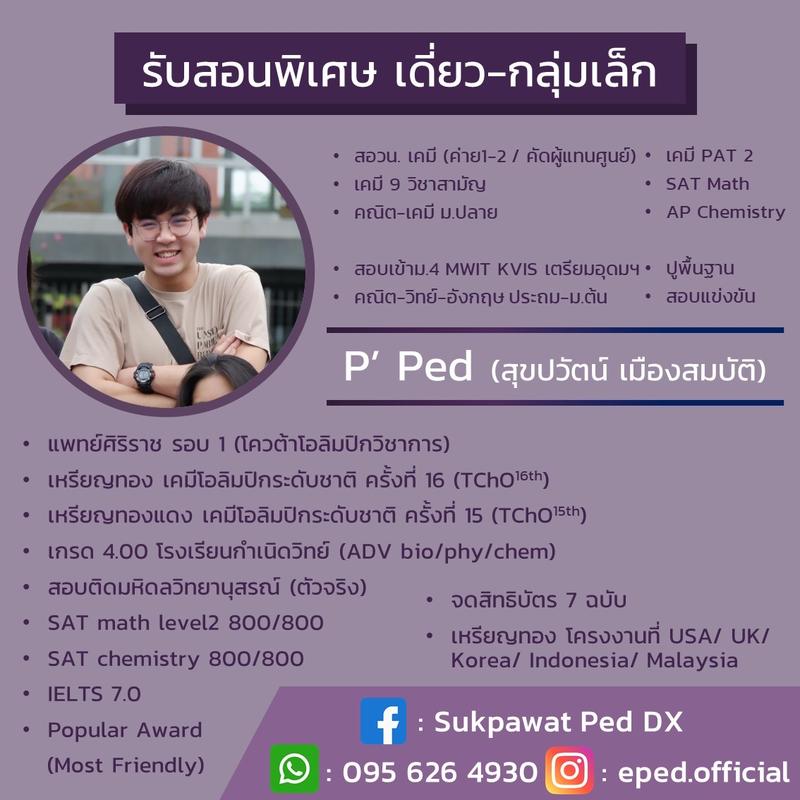 รับสอนพิเศษ เดี่ยว-กลุ่มเล็ก
• สอวน. เคมี (ค่าย1-2 / คัดผู้แทนศูนย์)
• เคมี 9 วิชาสามัญ
• คณิต-เคมี ม.ปลาย
• สอบเข้าม.4 MWIT KVIS เตรียมอุดมฯ
• คณิต-วิทย์-อังกฤษ ประถม-ม.ต้น
• เคมี PAT 2
• SAT Math
• AP Chemistry
• ปูพื้นฐาน
• สอบแข่งขัน
P’ Ped (สุขปวัตน์ เมืองสมบัติ)
• แพทย์ศิริราช รอบ 1 (โควต้าโอลิมปิกวิชาการ)
• เหรียญทอง เคมีโอลิมปิกระดับชาติ ครั้งที่ 16 (TChO16th)
• เหรียญทองแดง เคมีโอลิมปิกระดับชาติ ครั้งที่ 15 (TChO15th)
• เกรด 4.00 โรงเรียนกำเนิดวิทย์ (ADV bio/phy/chem)
• สอบติดมหิดลวิทยานุสรณ์ (ตัวจริง)
• SAT math level2 800/800
• SAT chemistry 800/800
• IELTS 7.0
• Popular Award
(Most Friendly)
• จดสิทธิบัตร 7 ฉบับ
• เหรียญทอง โครงงานที่ USA/ UK/
Korea/ Indonesia/ Malaysia
: Sukpawat Ped DX
: 095 626 4930
: eped.official